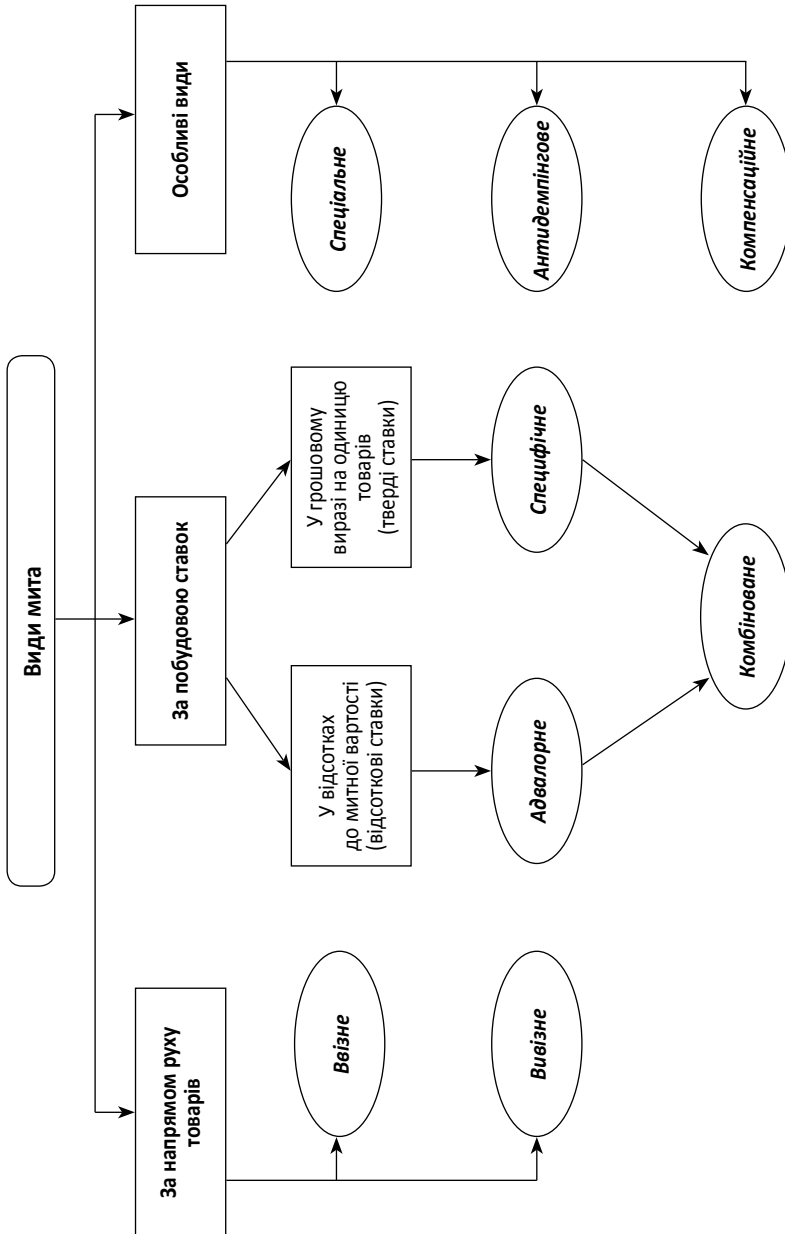 Види мита
За напрямом руху
товарів
За побудовою ставок
Особливі види
Ввізне
Вивізне
У відсотках
до митної вартості
(відсоткові ставки)
У грошовому
виразі на одиницю
товарів
(тверді ставки)
Адвалорне
Специфічне
Комбіноване
Спеціальне
Антидемпінгове
Компенсаційне